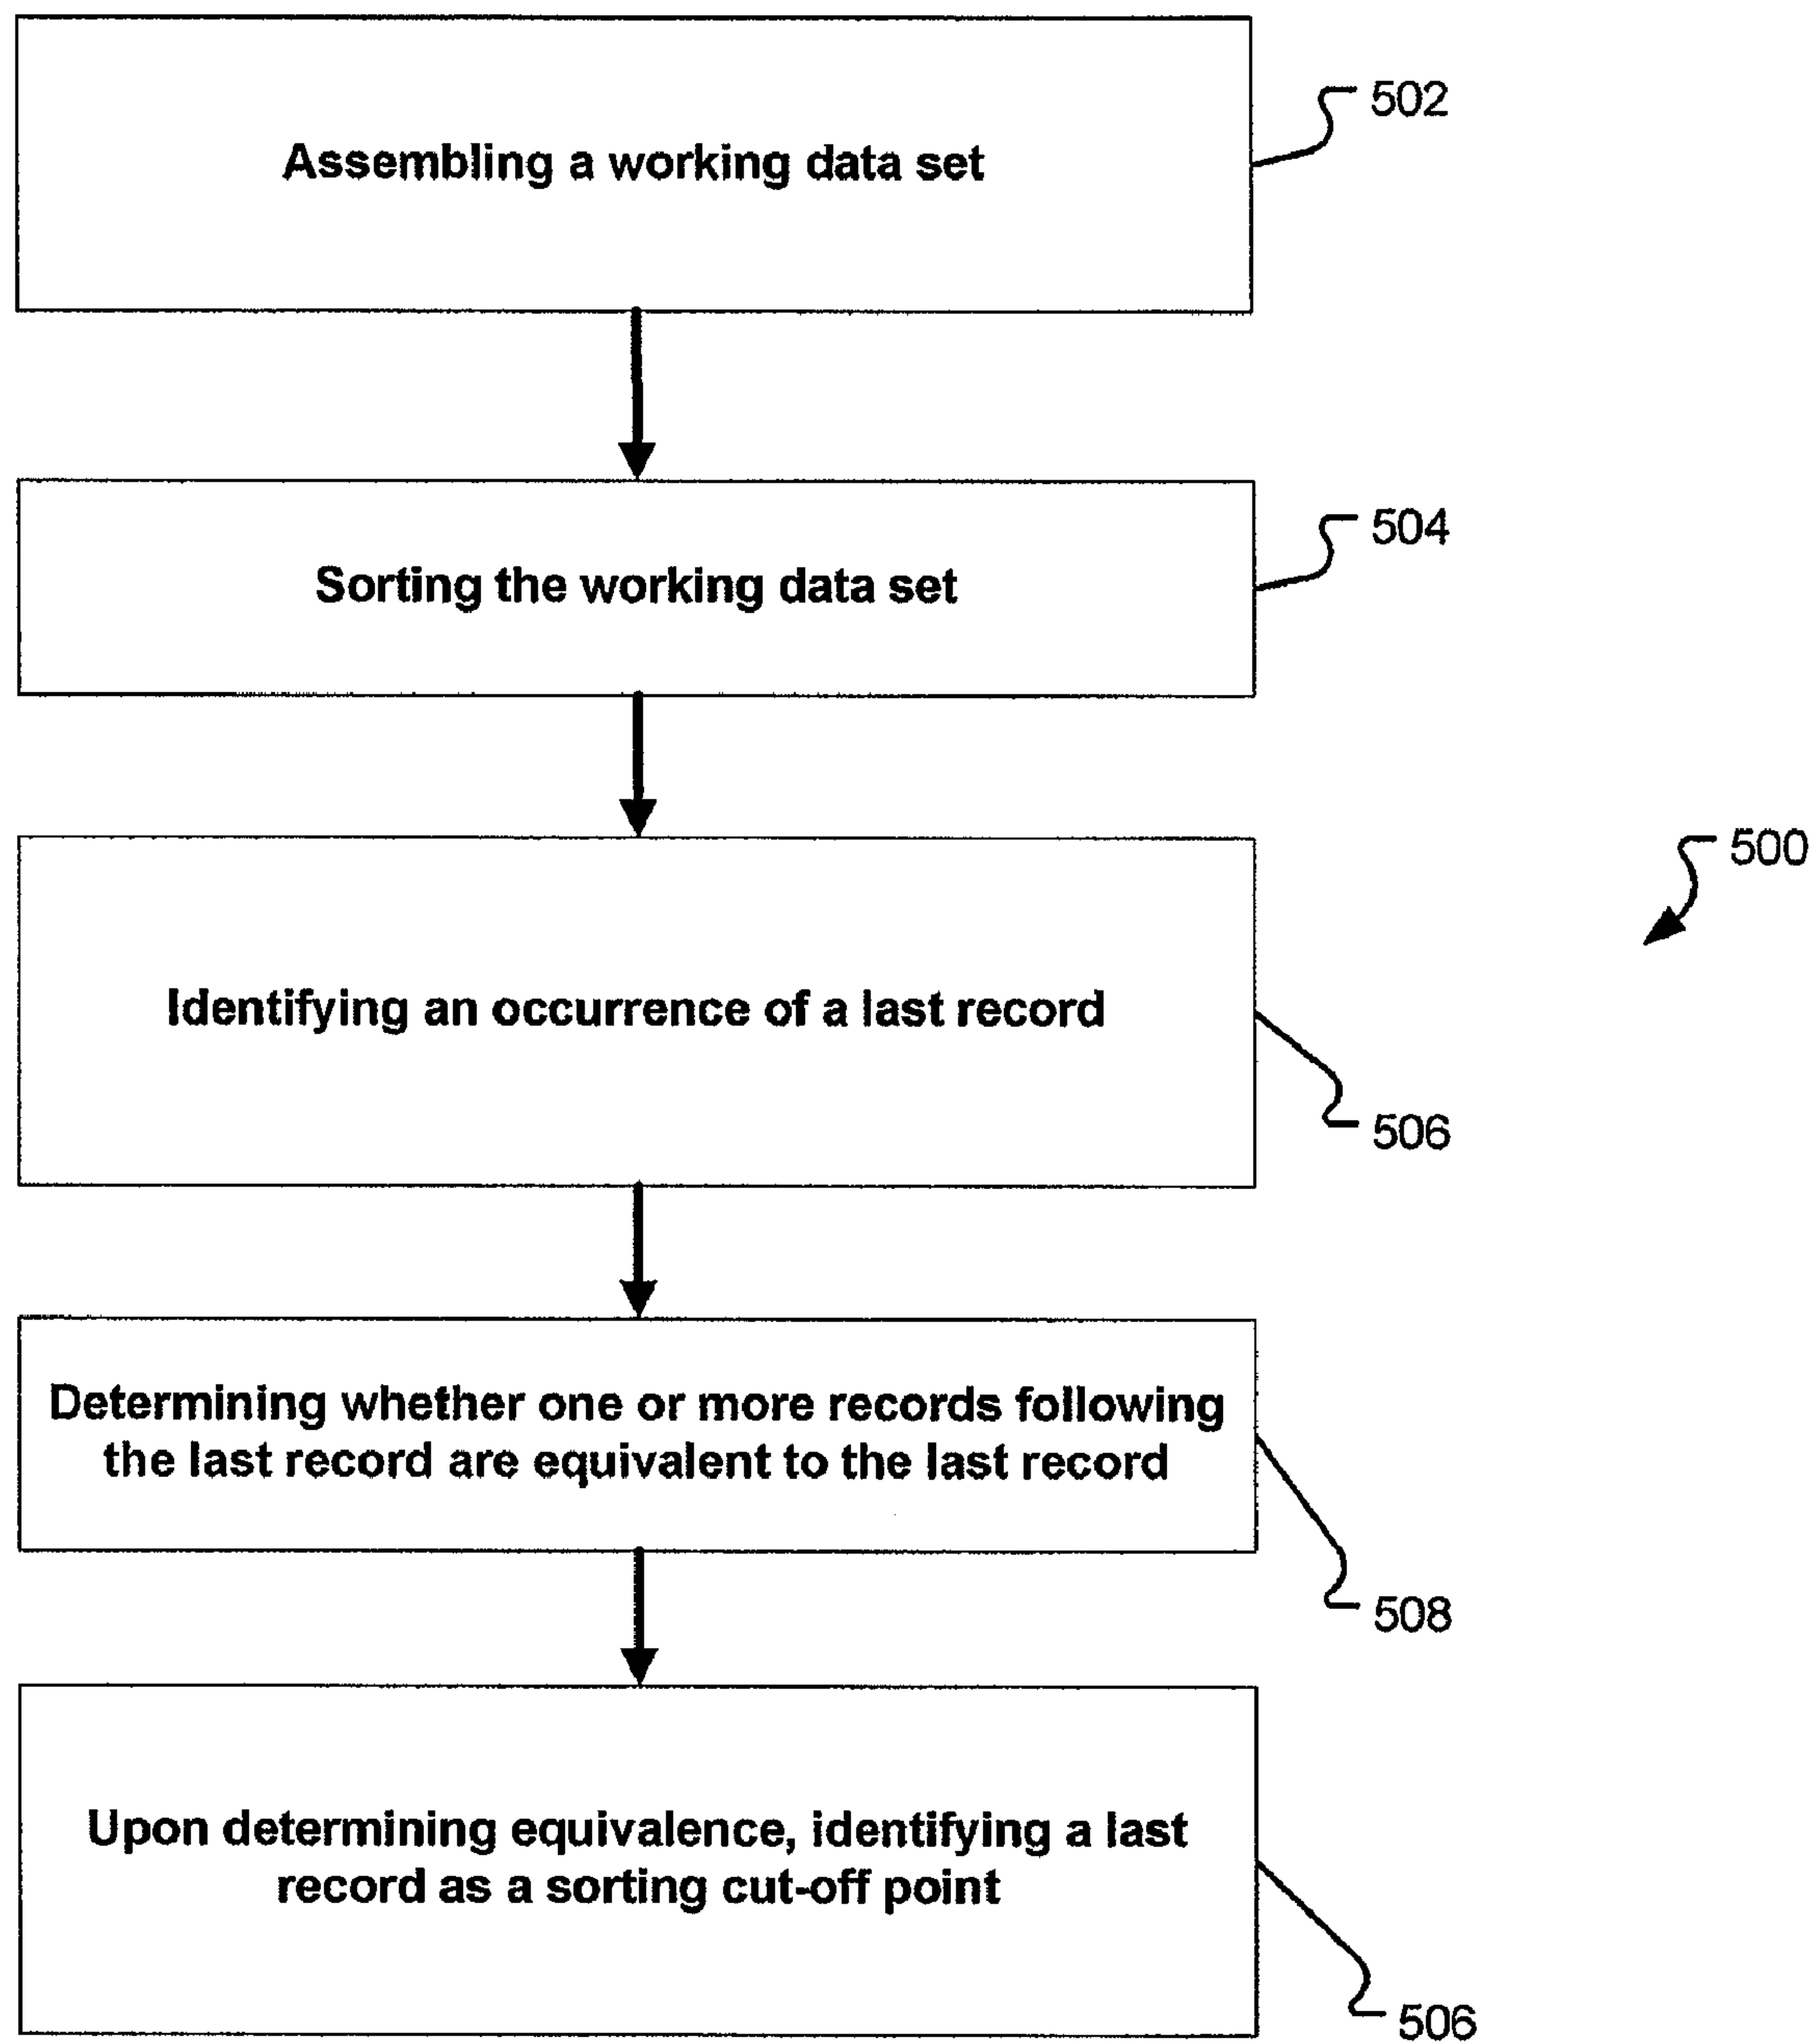 Assembling a working data set
502
Sorting the working data set
504
Identifying an occurrence of a last record
500
506
Determining whether one or more records following
the last record are equivalent to the last record
508
Upon determining equivalence, identifying a last
record as a sorting cut-off point
506